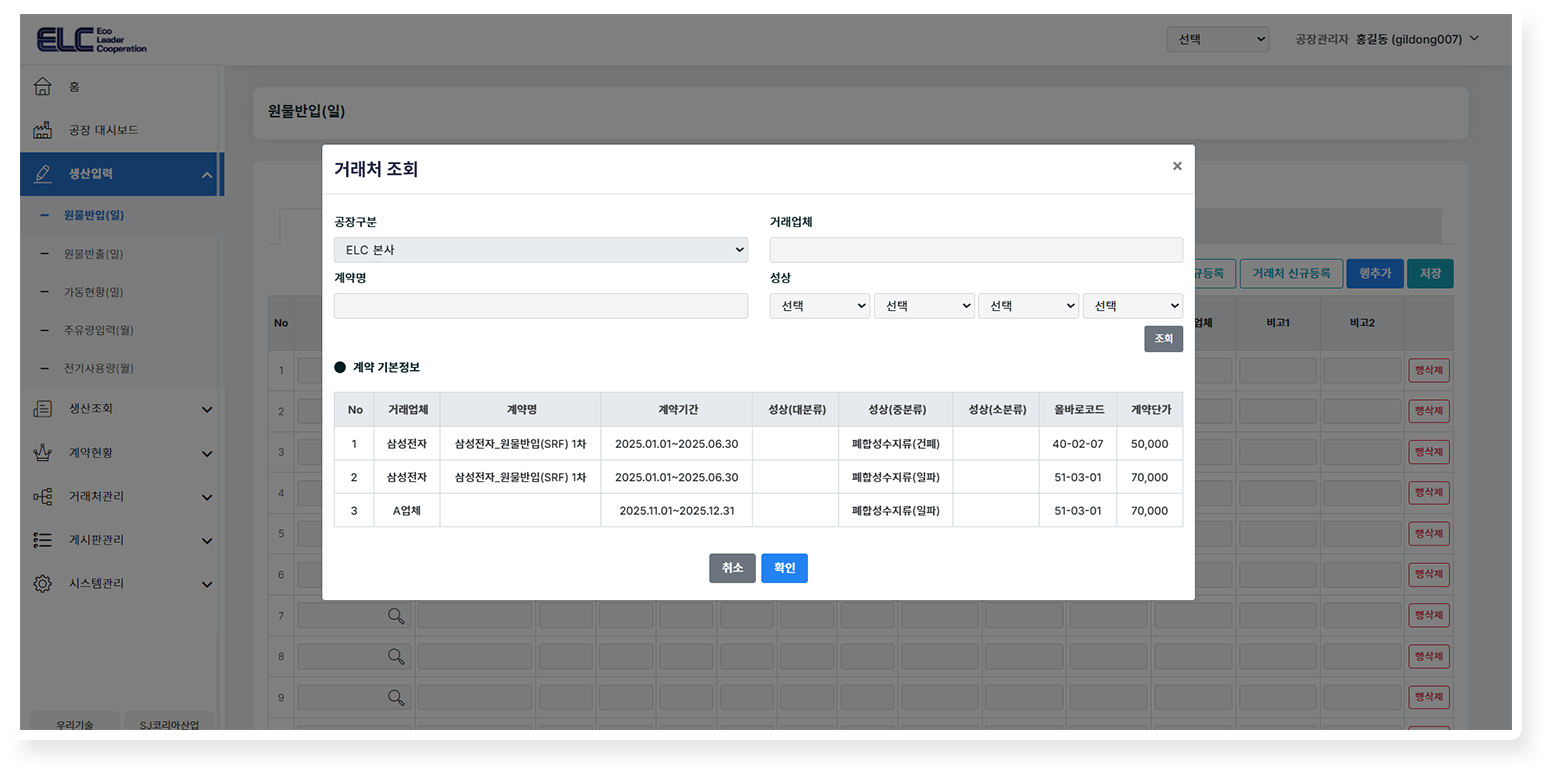 ELC Eco Leader Cooperation
선택
공장관리자 홍길동 (gildong007)
홈
공장 대시보드
생산입력
원물반입(일)
원물반출(일)
가동현황(일)
주유량입력(월)
전기사용량(월)
생산조회
계약현황
거래처관리
게시판관리
시스템관리
우리기술 SJ코리아산업
원물반입(일)
거래처 조회 ×
공장구분 거래업체
ELC 본사
계약명 성상
선택 선택 선택 선택
조회
계약 기본정보
No 거래업체 계약명 계약기간 성상(대분류) 성상(중분류) 성상(소분류) 올바로코드 계약단가
1 삼성전자 삼성전자_원물반입(SRF) 1차 2025.01.01~2025.06.30 폐합성수지류(건폐) 40-02-07 50,000
2 삼성전자 삼성전자_원물반입(SRF) 1차 2025.01.01~2025.06.30 폐합성수지류(일파) 51-03-01 70,000
3 A업체 2025.11.01~2025.12.31 폐합성수지류(일파) 51-03-01 70,000
취소 확인
규등록 거래처 신규등록 행추가 저장
No 업체 비고1 비고2
1 행삭제
2 행삭제
3 행삭제
4 행삭제
5 행삭제
6 행삭제
7 행삭제
8 행삭제
9 행삭제